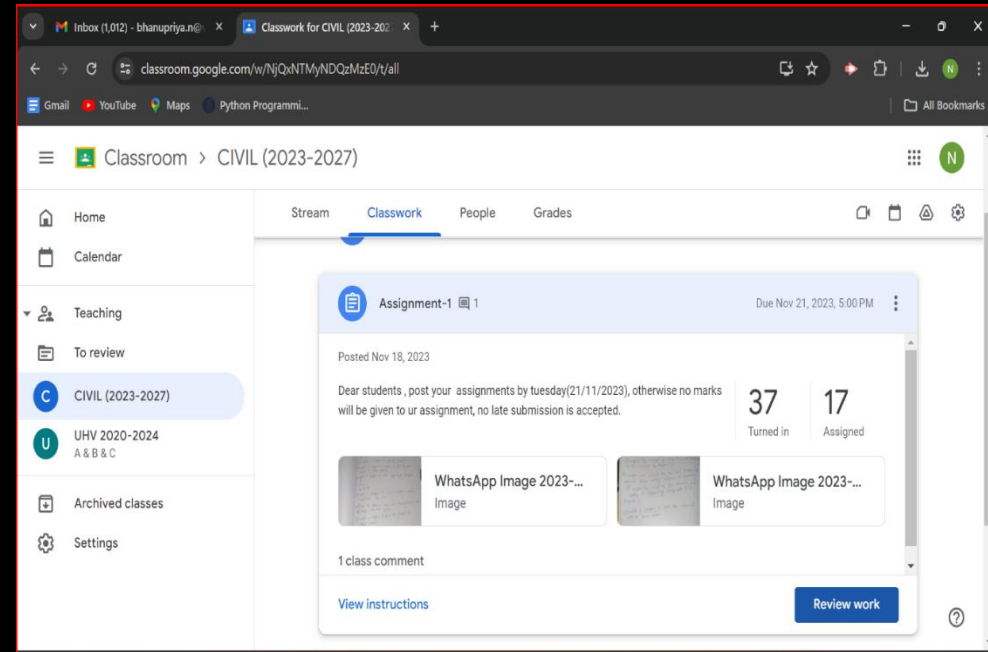 Inbox (1,012) - bhanupriya.n@
Classwork for CIVIL (2023-202
classroom.google.com/w/NjQxNTMyNDQzMzE0/t/all
N
Gmail
YouTube
Maps
Python Programmi...
All Bookmarks
Classroom > CIVIL (2023-2027)
N
Home
Calendar
Teaching
To review
C
CIVIL (2023-2027)
U
UHV 2020-2024
A & B & C
Archived classes
Settings
Stream
Classwork
People
Grades
Assignment-1
1
Due Nov 21, 2023, 5:00 PM
Posted Nov 18, 2023
Dear students , post your assignments by tuesday(21/11/2023), otherwise no marks
will be given to ur assignment, no late submission is accepted.
37
Turned in
17
Assigned
WhatsApp Image 2023-...
Image
WhatsApp Image 2023-...
Image
1 class comment
View instructions
Review work